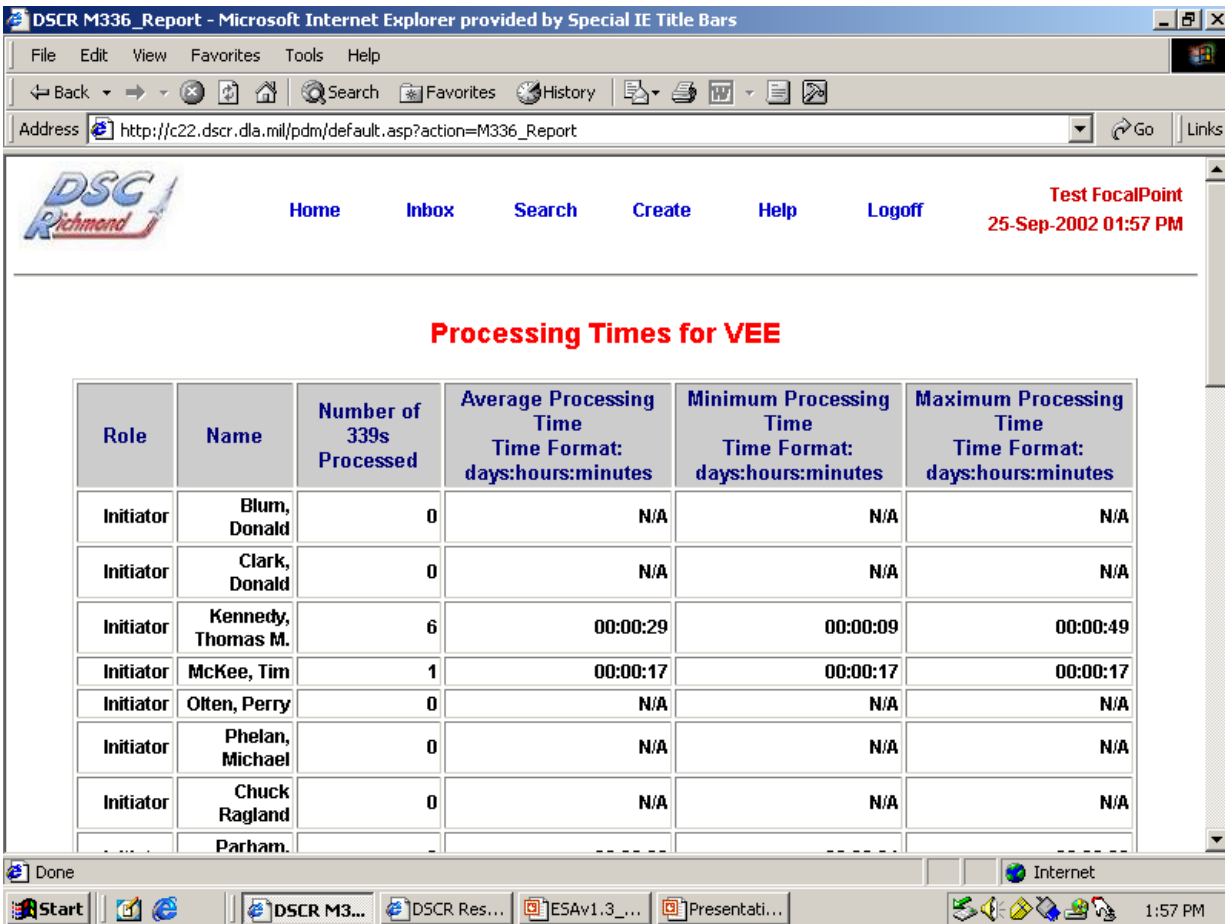 DSCR M336_Report - Microsoft Internet Explorer provided by Special IE Title Bars
File Edit View Favorites Tools Help
Back Search Favorites History
Address http://c22.dscr.dla.mil/pdm/default.asp?action=M336_Report Go Links
DSC Richmond
Home Inbox Search Create Help Logoff
Test FocalPoint
25-Sep-2002 01:57 PM
Processing Times for VEE
Role Name Number of 339s Processed Average Processing Time Time Format: days:hours:minutes Minimum Processing Time Time Format: days:hours:minutes Maximum Processing Time Time Format: days:hours:minutes
Initiator Blum, Donald 0 N/A N/A N/A
Initiator Clark, Donald 0 N/A N/A N/A
Initiator Kennedy, Thomas M. 6 00:00:29 00:00:09 00:00:49
Initiator McKee, Tim 1 00:00:17 00:00:17 00:00:17
Initiator Olten, Perry 0 N/A N/A N/A
Initiator Phelan, Michael 0 N/A N/A N/A
Initiator Chuck Ragland 0 N/A N/A N/A
Parham,
Done Internet
Start DSCR M3... DSCR Res... ESAv1.3_... Presentati... 1:57 PM